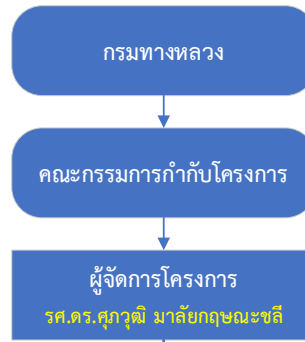 กรมทางหลวง
คณะกรรมการกำกับโครงการ
ผู้จัดการโครงการ
รศ.ดร.ศุภวุฒิ มาลัยกฤษณะชลี